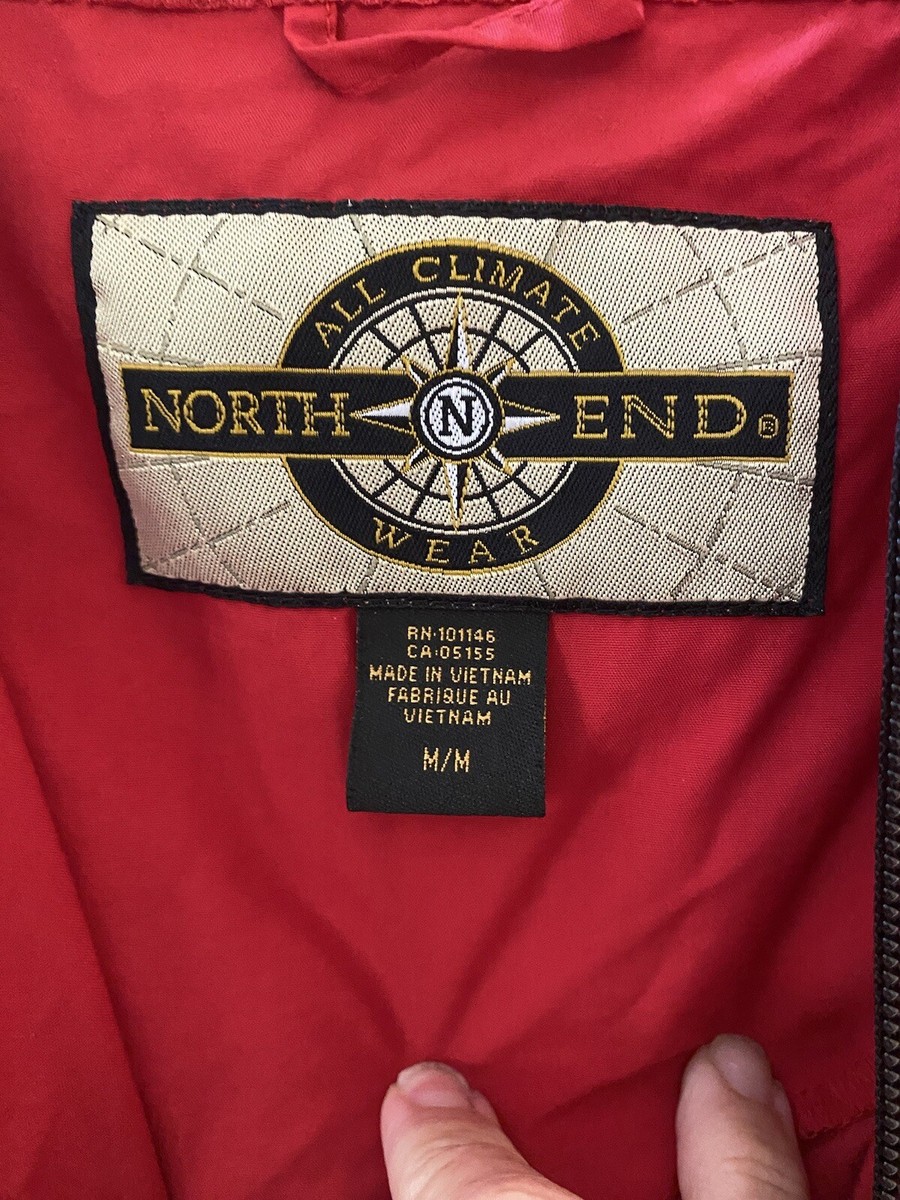 ALL CLIMATE
NORTH N END ®
WEAR
RN·101146
CA·05155
MADE IN VIETNAM
FABRIQUE AU
VIETNAM
M/M